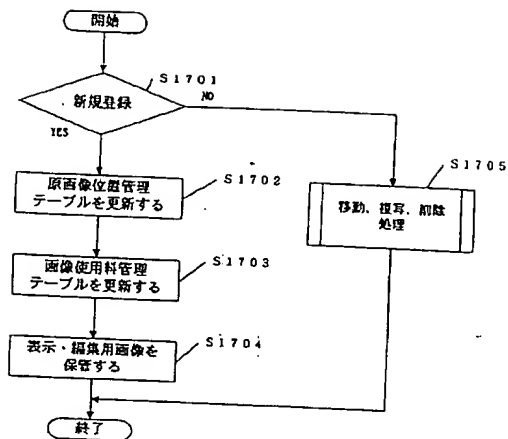 開始
S1701
新規登録
NO
YES
原画像位置管理
テーブルを更新する
S1702
S1705
移動、複写、削除
処理
画像使用料管理
テーブルを更新する
S1703
表示・編集用画像を
保管する
S1704
終了